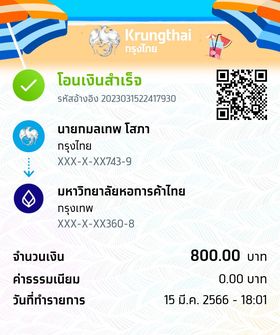 Krungthai
กรุงไทย
โอนเงินสำเร็จ
รหัสอ้างอิง 2023031522417930
นายกมลเทพ โสภา
กรุงไทย
XXX-X-XX743-9
มหาวิทยาลัยหอการค้าไทย
กรุงเทพ
XXX-X-XX360-8
จำนวนเงิน 800.00 บาท
ค่าธรรมเนียม 0.00 บาท
วันที่ทำรายการ 15 มี.ค. 2566 - 18:01